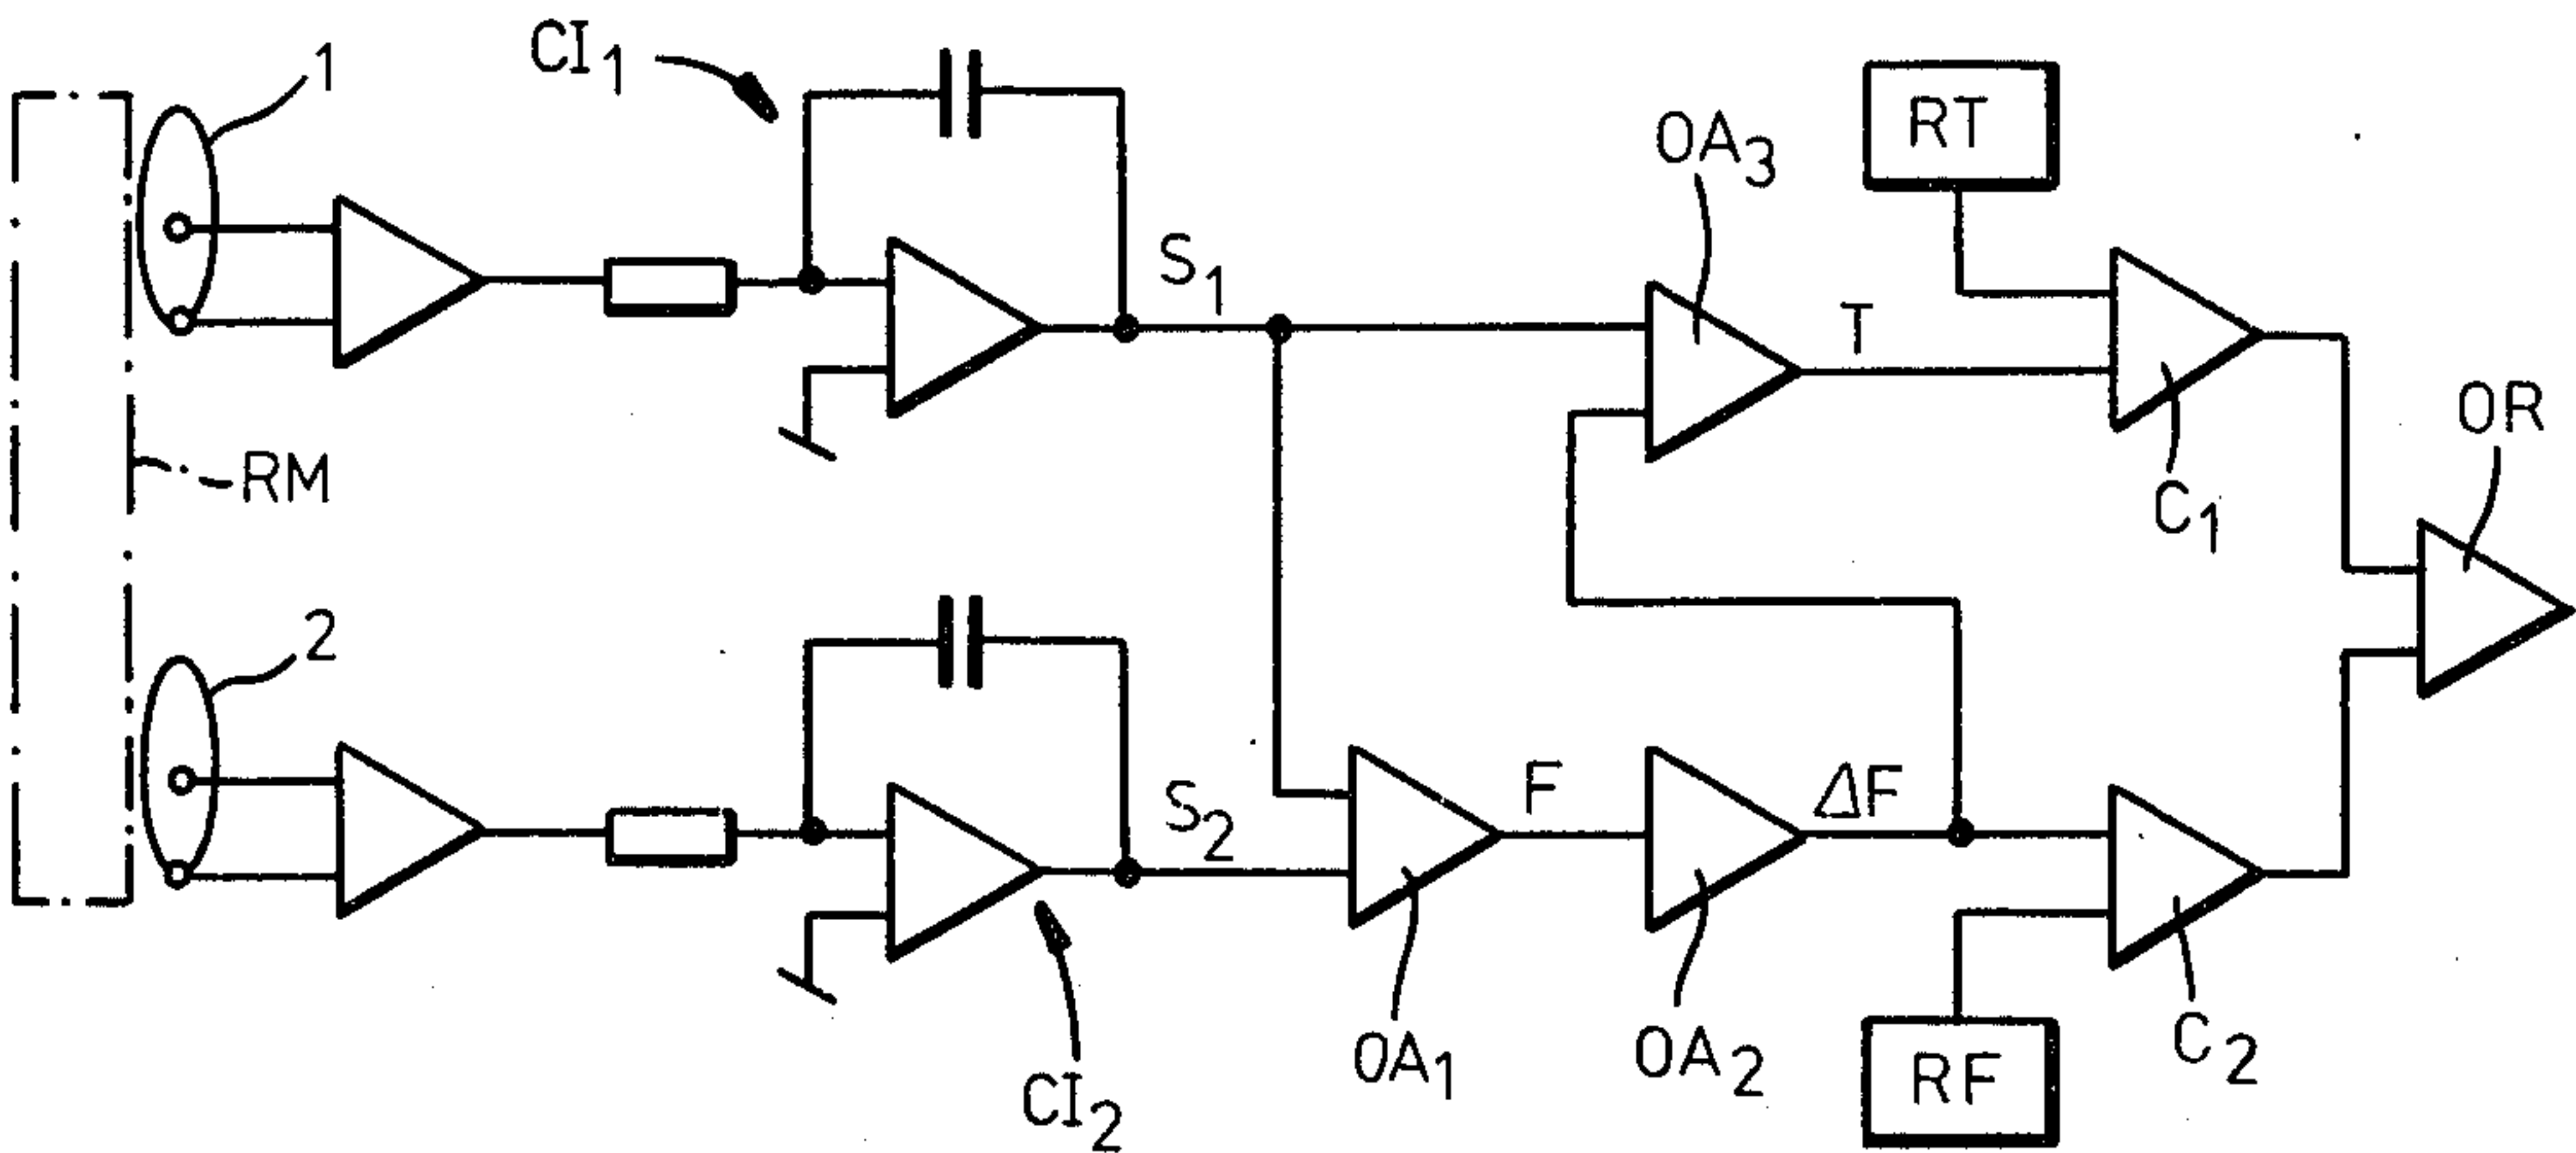 CI1
1
RT
OA3
S1
T
RM
C1
OR
2
S2
F
ΔF
OA1
OA2
C2
RF
CI2